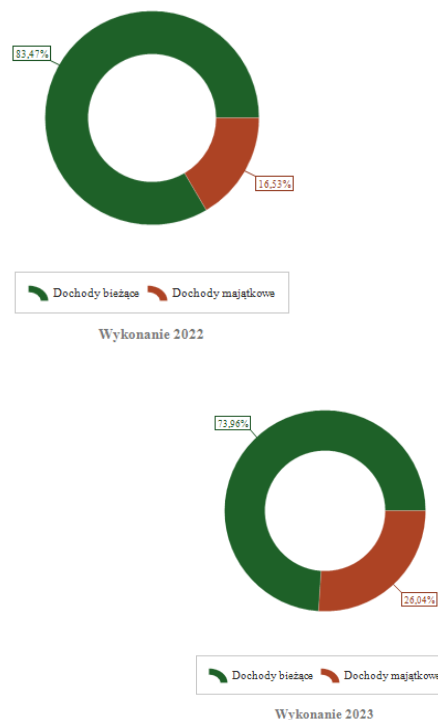 83,47%
16,53%
Dochody bieżące Dochody majątkowe
Wykonanie 2022
73,96%
26,04%
Dochody bieżące Dochody majątkowe
Wykonanie 2023